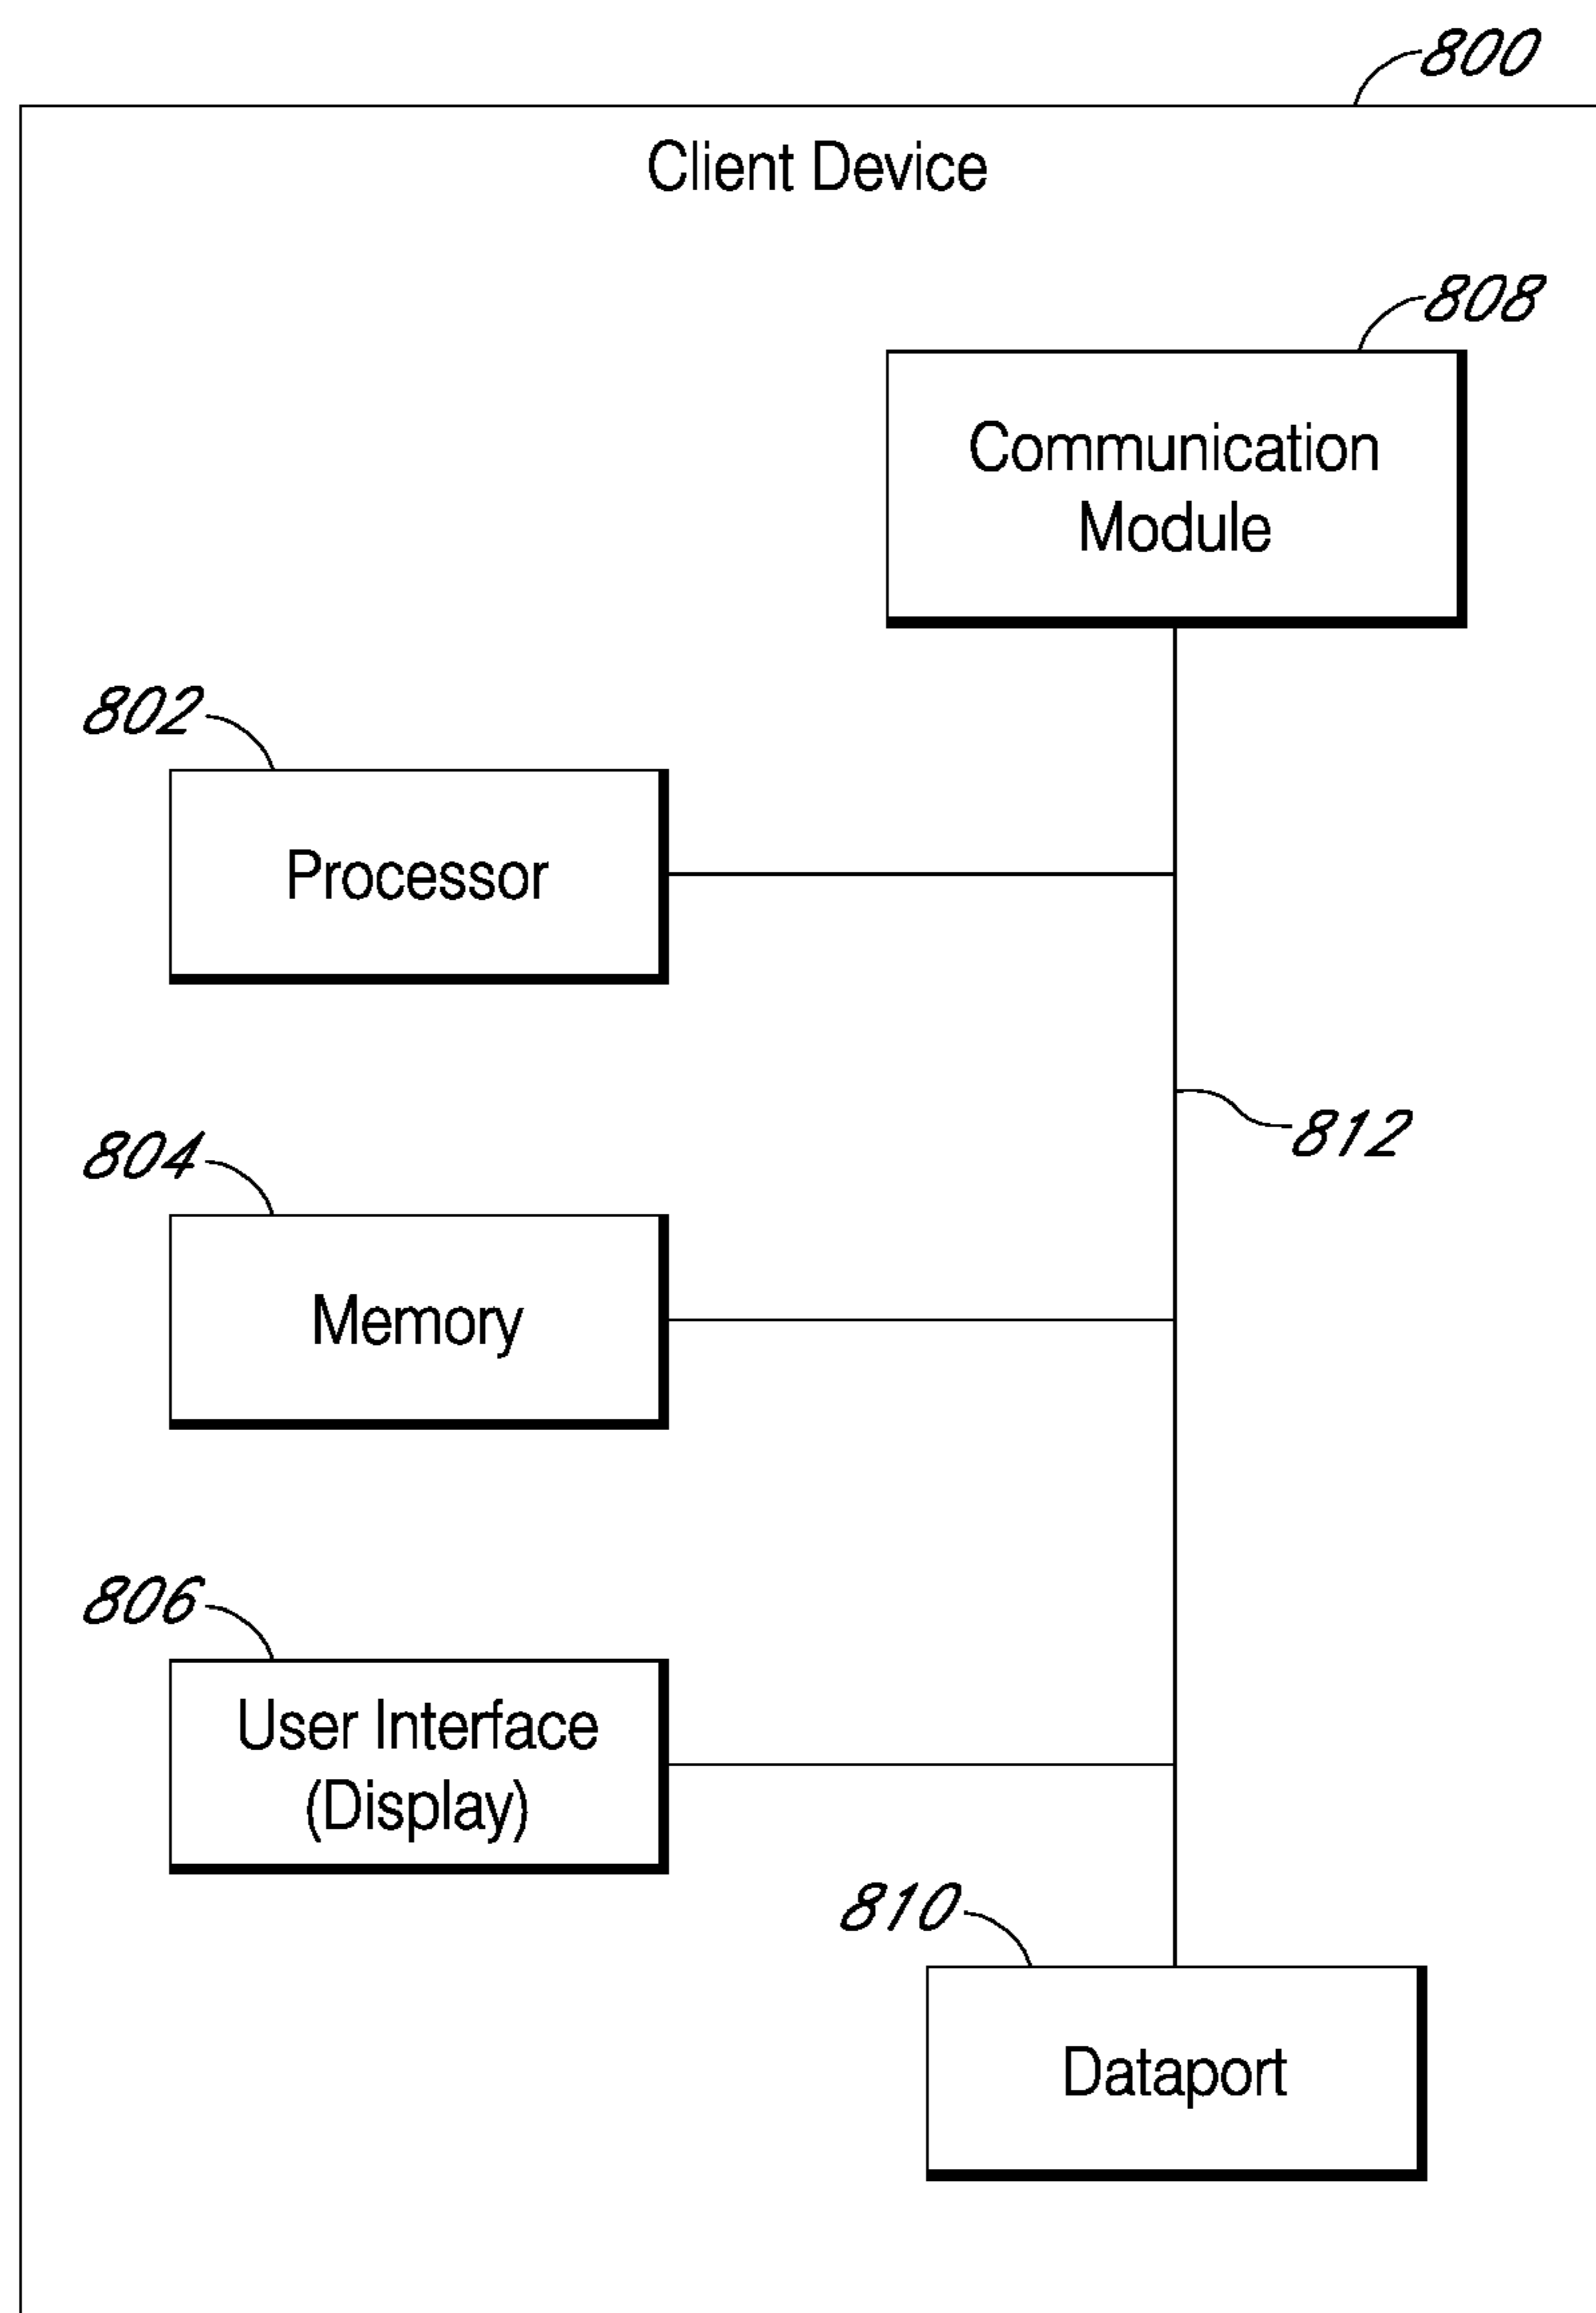 800
Client Device
808
Communication
Module
802
Processor
812
804
Memory
806
User Interface
(Display)
810
Dataport